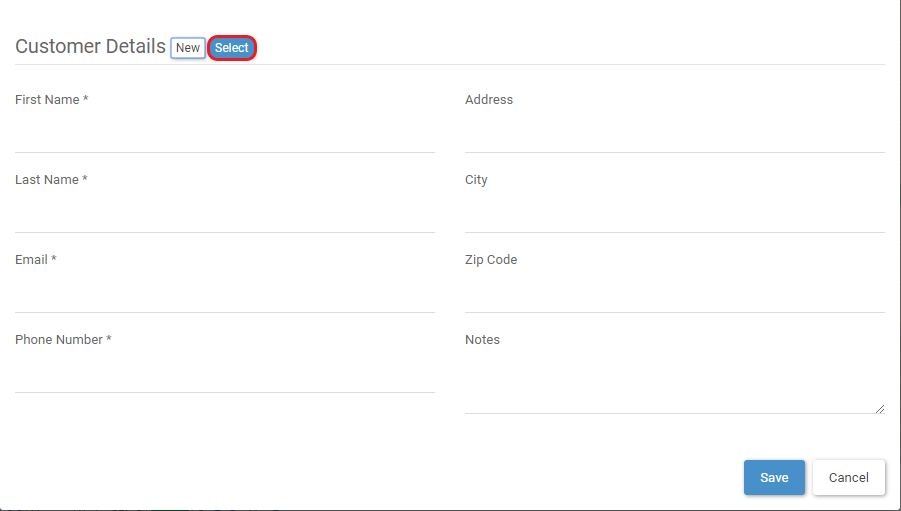 Customer Details New Select
First Name *
Address
Last Name *
City
Email *
Zip Code
Phone Number *
Notes
Save Cancel